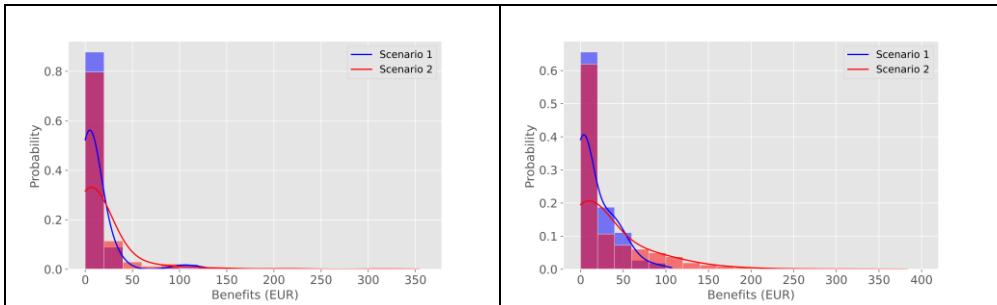 Scenario 1
Scenario 2
0.8
0.6
0.4
0.2
0.0
Probability
0 50 100 150 200 250 300 350
Benefits (EUR)
Scenario 1
Scenario 2
0.6
0.5
0.4
0.3
0.2
0.1
0.0
Probability
0 50 100 150 200 250 300 350 400
Benefits (EUR)